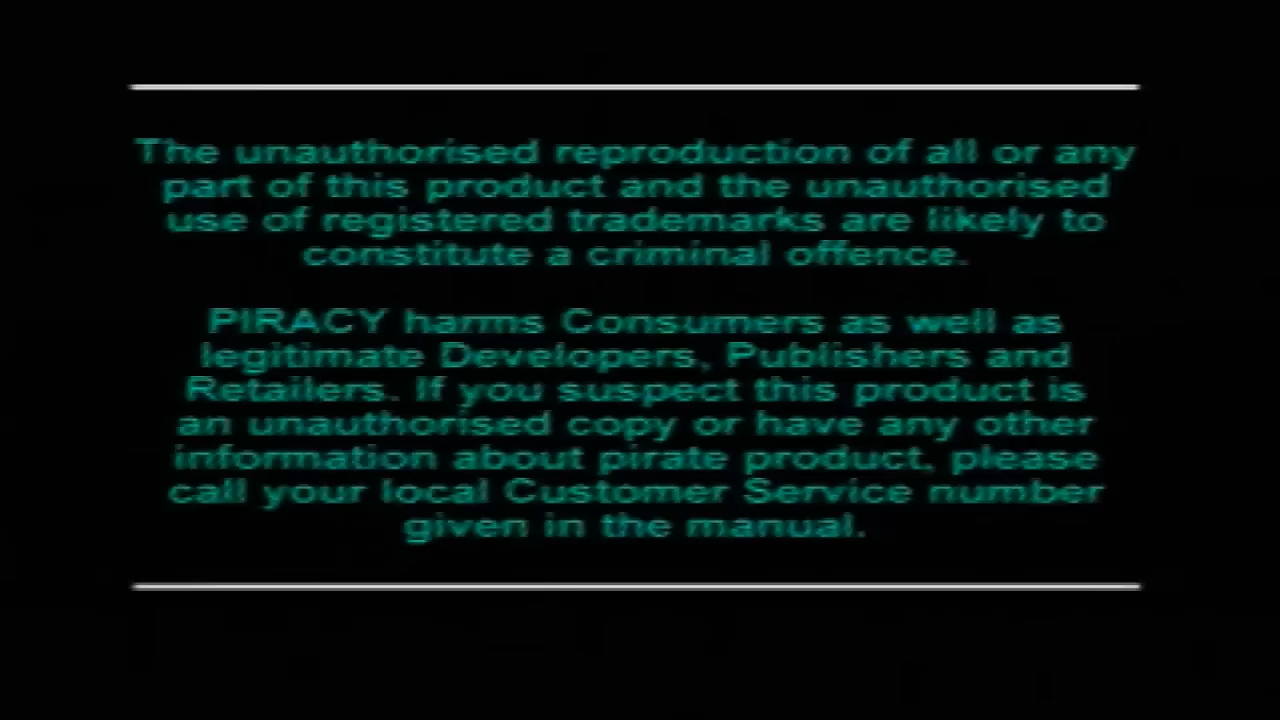 The unauthorised reproduction of all or any
part of this product and the unauthorised
use of registered trademarks are likely to
constitute a criminal offence.
PIRACY harms Consumers as well as
legitimate Developers, Publishers and
Retailers. If you suspect this product is
an unauthorised copy or have any other
information about pirate product, please
call your local Customer Service number
given in the manual.